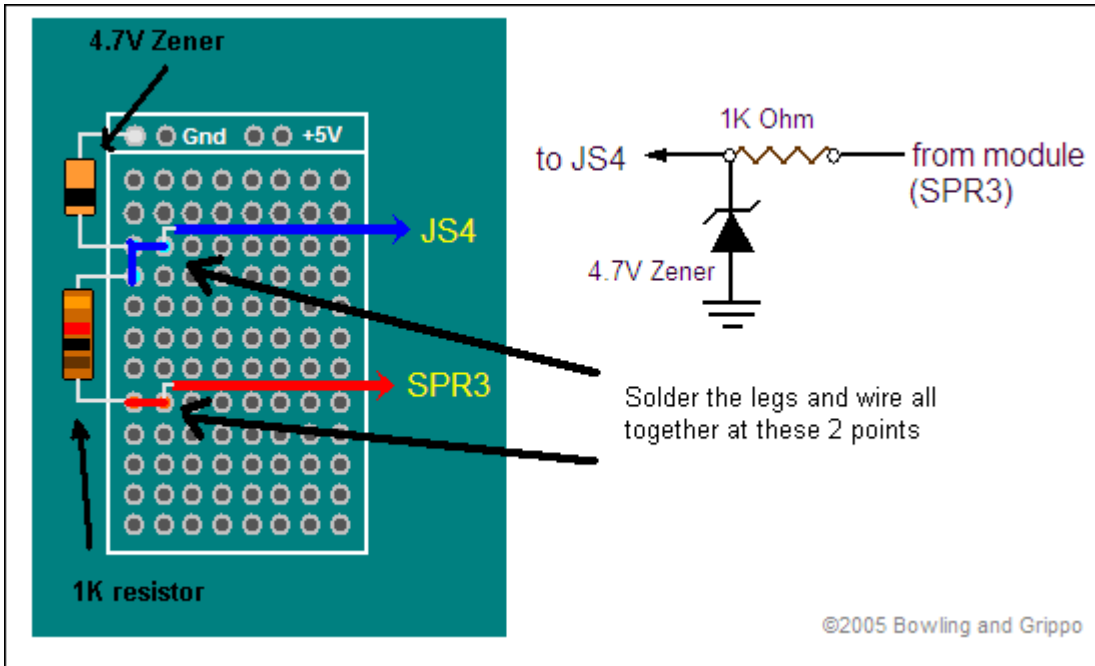 4.7V Zener
Gnd
+5V
JS4
SPR3
1K resistor
1K Ohm
to JS4
from module
(SPR3)
4.7V Zener
Solder the legs and wire all
together at these 2 points
©2005 Bowling and Grippo